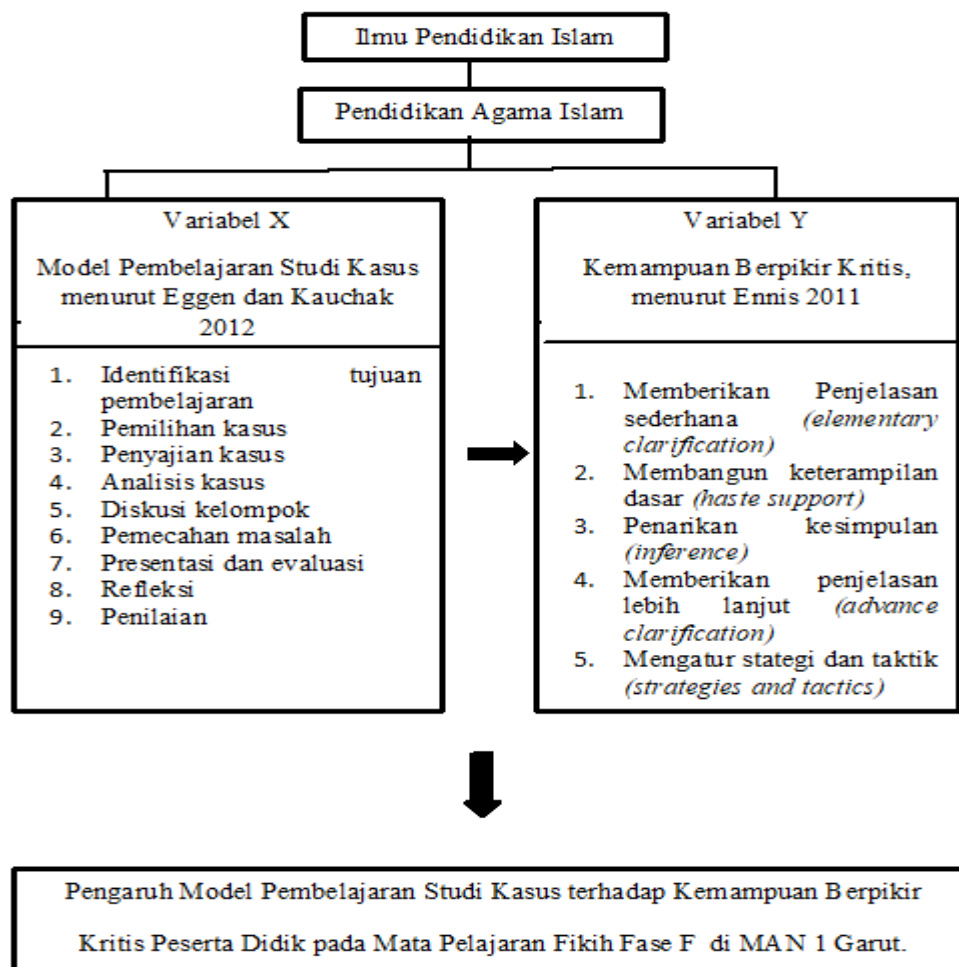 Ilmu Pendidikan Islam
Pendidikan Agama Islam
Variabel X
Model Pembelajaran Studi Kasus
menurut Eggen dan Kauchak
2012
1. Identifikasi tujuan
pembelajaran
2. Pemilihan kasus
3. Penyajian kasus
4. Analisis kasus
5. Diskusi kelompok
6. Pemecahan masalah
7. Presentasi dan evaluasi
8. Refleksi
9. Penilaian
Variabel Y
Kemampuan Berpikir Kritis,
menurut Ennis 2011
1. Memberikan Penjelasan
sederhana (elementary
clarification)
2. Membangun keterampilan
dasar (haste support)
3. Penarikan kesimpulan
(inference)
4. Memberikan penjelasan
lebih lanjut (advance
clarification)
5. Mengatur stategi dan taktik
(strategies and tactics)
Pengaruh Model Pembelajaran Studi Kasus terhadap Kemampuan Berpikir
Kritis Peserta Didik pada Mata Pelajaran Fikih Fase F di MAN 1 Garut.